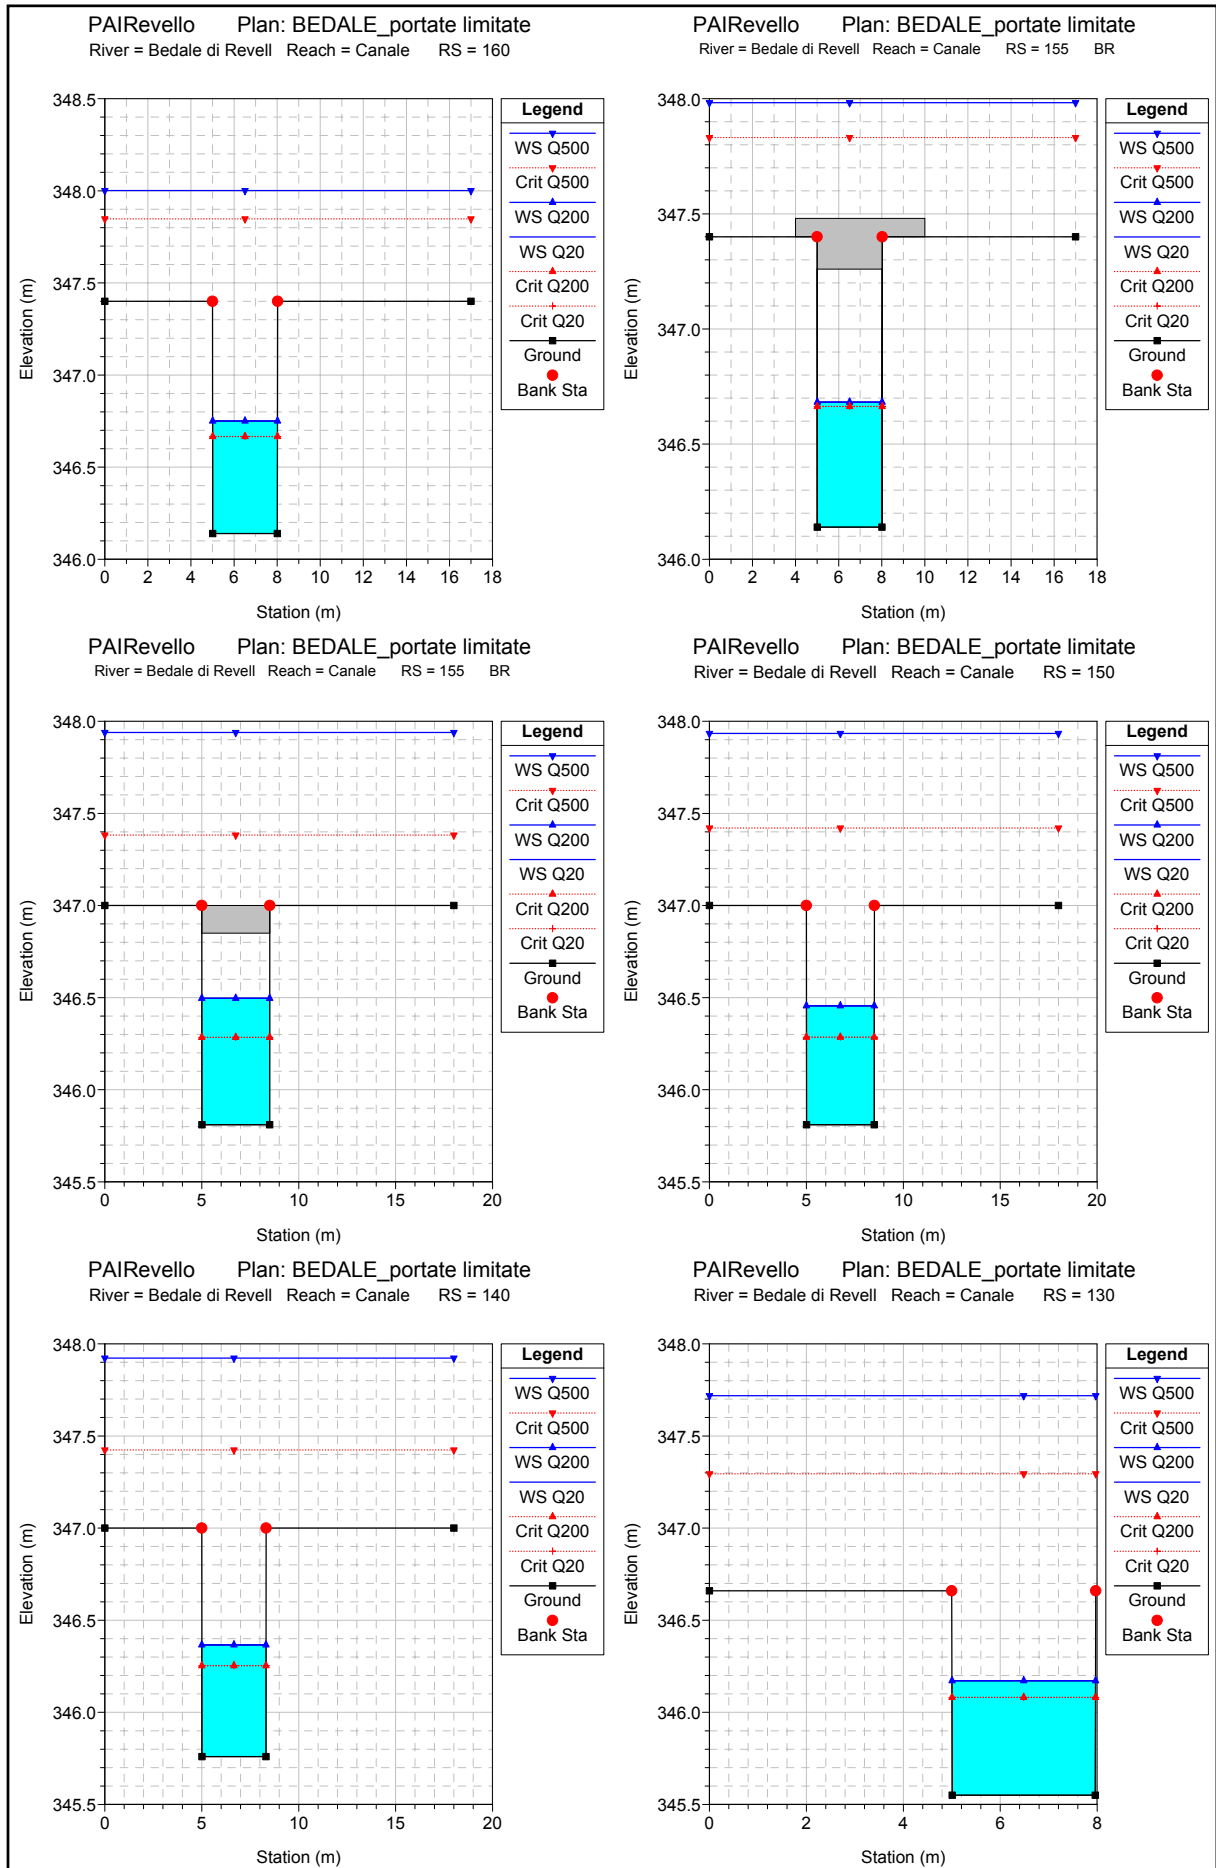 PAIRevello Plan: BEDALE_portate limitate
River = Bedale di Revell Reach = Canale RS = 160
348.5
348.0
347.5
347.0
346.5
346.0
0 2 4 6 8 10 12 14 16 18
Station (m)
Elevation (m)
Legend
WS Q500
Crit Q500
WS Q200
WS Q20
Crit Q200
Crit Q20
Ground
Bank Sta
PAIRevello Plan: BEDALE_portate limitate
River = Bedale di Revell Reach = Canale RS = 155 BR
348.0
347.5
347.0
346.5
346.0
0 2 4 6 8 10 12 14 16 18
Station (m)
Elevation (m)
Legend
WS Q500
Crit Q500
WS Q200
WS Q20
Crit Q200
Crit Q20
Ground
Bank Sta
PAIRevello Plan: BEDALE_portate limitate
River = Bedale di Revell Reach = Canale RS = 155 BR
348.0
347.5
347.0
346.5
346.0
345.5
0 5 10 15 20
Station (m)
Elevation (m)
Legend
WS Q500
Crit Q500
WS Q200
WS Q20
Crit Q200
Crit Q20
Ground
Bank Sta
PAIRevello Plan: BEDALE_portate limitate
River = Bedale di Revell Reach = Canale RS = 150
348.0
347.5
347.0
346.5
346.0
345.5
0 5 10 15 20
Station (m)
Elevation (m)
Legend
WS Q500
Crit Q500
WS Q200
WS Q20
Crit Q200
Crit Q20
Ground
Bank Sta
PAIRevello Plan: BEDALE_portate limitate
River = Bedale di Revell Reach = Canale RS = 140
348.0
347.5
347.0
346.5
346.0
345.5
0 5 10 15 20
Station (m)
Elevation (m)
Legend
WS Q500
Crit Q500
WS Q200
WS Q20
Crit Q200
Crit Q20
Ground
Bank Sta
PAIRevello Plan: BEDALE_portate limitate
River = Bedale di Revell Reach = Canale RS = 130
348.0
347.5
347.0
346.5
346.0
345.5
0 2 4 6 8
Station (m)
Elevation (m)
Legend
WS Q500
Crit Q500
WS Q200
WS Q20
Crit Q200
Crit Q20
Ground
Bank Sta